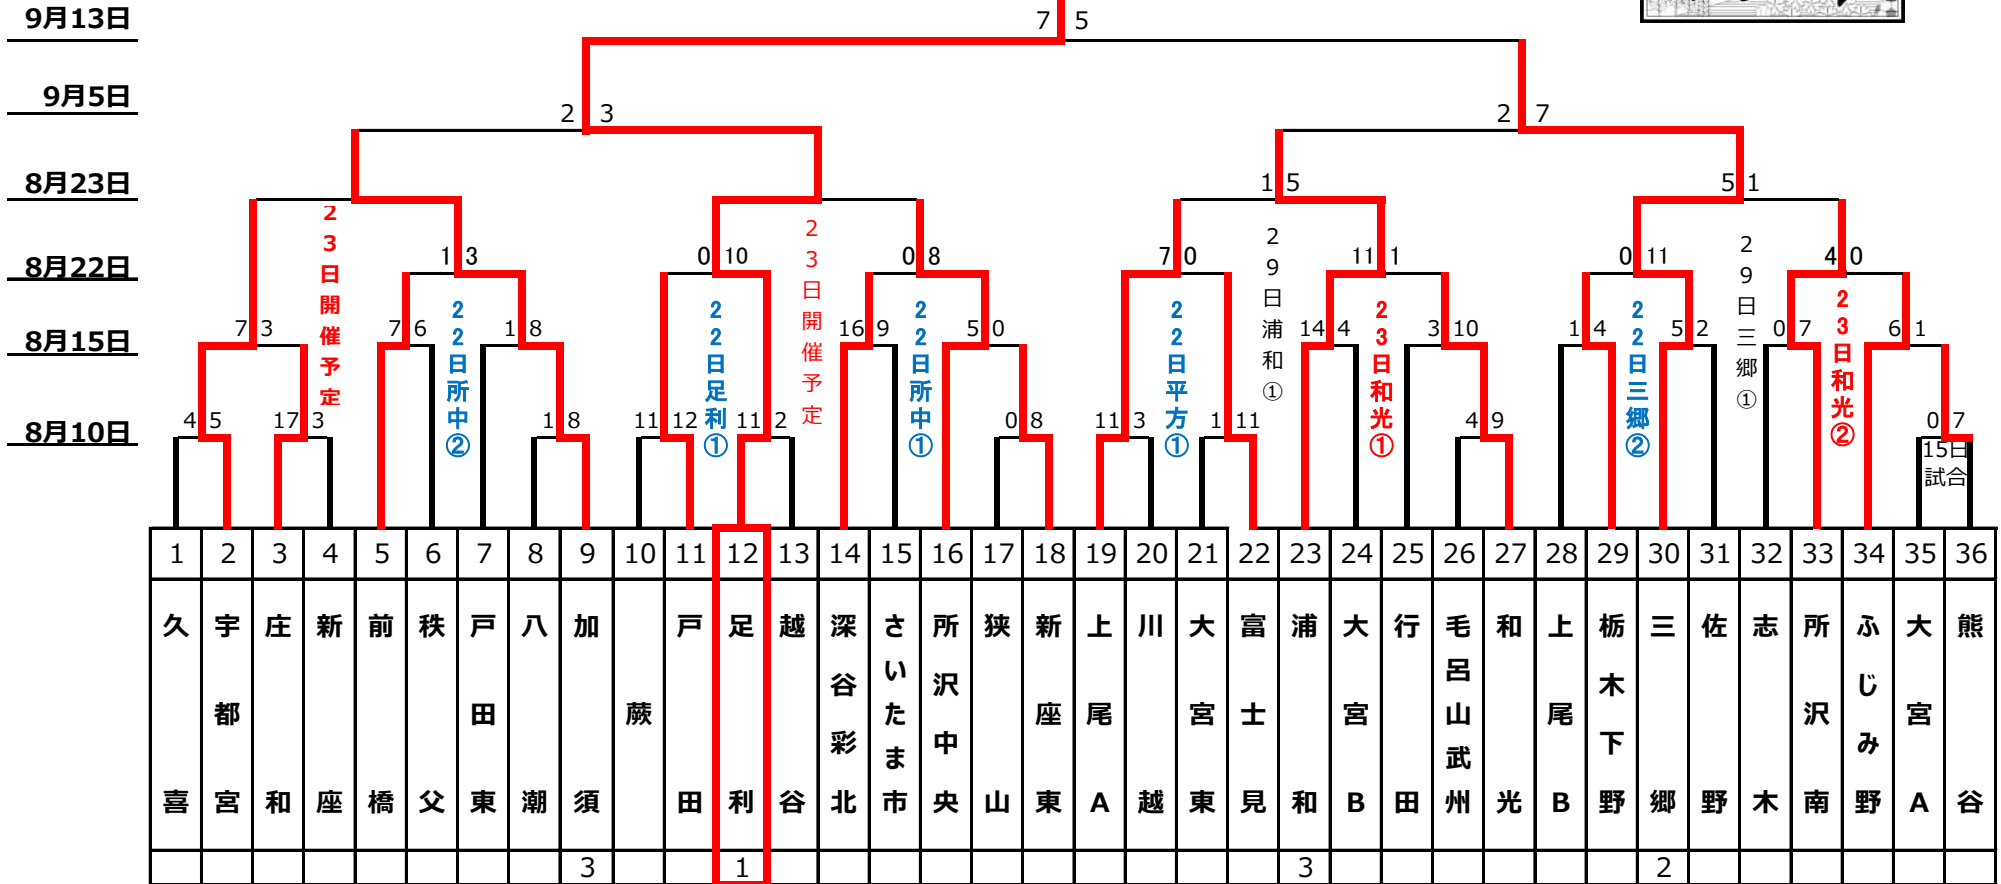 9月13日
7 5
9月5日
2 3
2 7
8月23日
1 5
5 1
8月22日
1 3
0 10
0 8
7 0
11 1
0 11
4 0
8月15日
7 3
7 6
1 8
16 9
5 0
14 4
3 10
1 4
5 2
0 7
6 1
8月10日
4 5
17 3
1 8
11 12
11 2
0 8
11 3
1 11
4 9
0 7
15日
試合
23日開催予定
22日所中②
22日足利①
23日開催予定
22日所中①
22日平方①
29日浦和①
23日和光①
22日三郷②
29日三郷①
23日和光②
1 2 3 4 5 6 7 8 9 10 11 12 13 14 15 16 17 18 19 20 21 22 23 24 25 26 27 28 29 30 31 32 33 34 35 36
久喜
宇都宮
庄和
新座
前橋
秩父
戸田東
八潮
加須
蕨
戸田
足利
越谷
深谷彩北
さいたま市
所沢中央
狭山
新座東
上尾A
川越
大宮東
富士見
浦和
大宮B
行田
毛呂山武州
和光
上尾B
栃木下野
三郷
佐野
志木
所沢南
ふじみ野
大宮A
熊谷
3 1 3 2